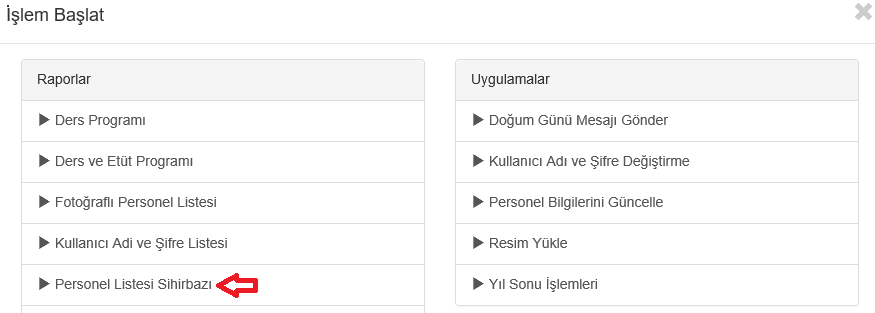 İşlem Başlat
Raporlar
Ders Programı
Ders ve Etüt Programı
Fotoğraflı Personel Listesi
Kullanıcı Adi ve Şifre Listesi
Personel Listesi Sihirbazı
Uygulamalar
Doğum Günü Mesajı Gönder
Kullanıcı Adı ve Şifre Değiştirme
Personel Bilgilerini Güncelle
Resim Yükle
Yıl Sonu İşlemleri